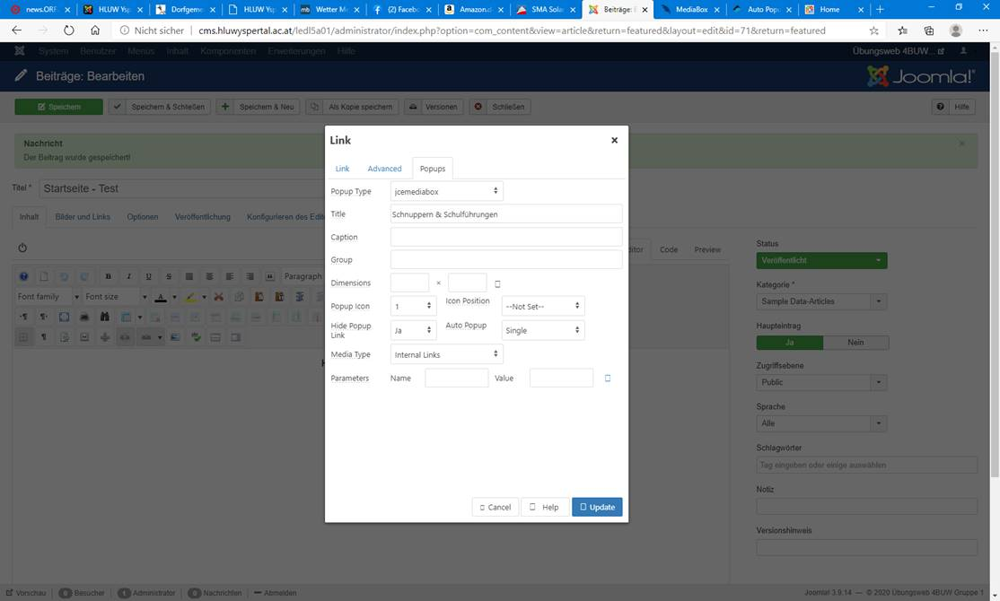 news.ORF.
HLUW Ysp
Dorfgeme
HLUW Ysp
Wetter M
(2) Facebo
Amazon.d
SMA Solar
Beiträge: B
MediaBox
Auto Popu
Home
Nicht sicher | cms.hluwyspertal.ac.at/ledl5a01/administrator/index.php?option=com_content&view=article&return=featured&layout=edit&id=71&return=featured
System Benutzer Menüs Inhalt Komponenten Erweiterungen Hilfe
Übungsweb 4BUW...
Beiträge: Bearbeiten
Joomla!®
Speichern
Speichern & Schließen
Speichern & Neu
Als Kopie speichern
Versionen
Schließen
Hilfe
Nachricht
Der Beitrag wurde gespeichert!
Titel * Startseite - Test
Inhalt Bilder und Links Optionen Veröffentlichung Konfigurieren des Edito
Paragraph
Font family Font size
ditor Code Preview
Link
Link Advanced Popups
Popup Type jcemediabox
Title Schnuppern & Schulführungen
Caption
Group
Dimensions ×
Popup Icon 1 Icon Position --Not Set--
Hide Popup Link Ja Auto Popup Single
Media Type Internal Links
Parameters Name Value
Cancel Help Update
Status
Veröffentlicht
Kategorie *
Sample Data-Articles
Haupteintrag
Ja Nein
Zugriffsebene
Public
Sprache
Alle
Schlagwörter
Tag eingeben oder einige auswählen
Notiz
Versionshinweis
Vorschau 0 Besucher 1 Administrator 0 Nachrichten Abmelden
Joomla! 3.9.14 — © 2020 Übungsweb 4BUW Gruppe 1